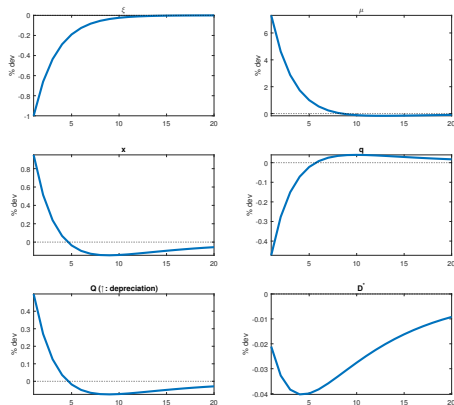 ξ
% dev
0
-0.2
-0.4
-0.6
-0.8
-1
5 10 15 20
μ
% dev
6
4
2
0
5 10 15 20
x
% dev
0.8
0.6
0.4
0.2
0
5 10 15 20
q
% dev
0
-0.1
-0.2
-0.3
-0.4
5 10 15 20
Q (↑: depreciation)
% dev
0.4
0.3
0.2
0.1
0
5 10 15 20
D*
% dev
0
-0.01
-0.02
-0.03
-0.04
5 10 15 20